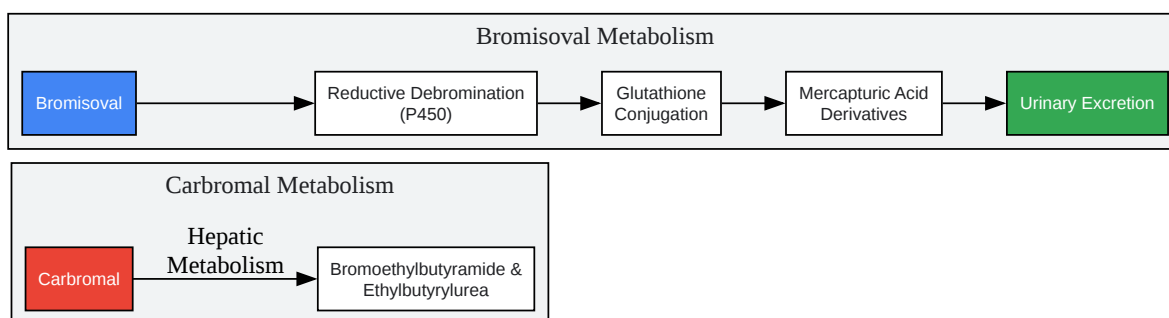 Bromisoval Metabolism
Bromisoval
Reductive Debromination
(P450)
Glutathione
Conjugation
Mercapturic Acid
Derivatives
Urinary Excretion
Carbromal Metabolism
Carbromal
Hepatic
Metabolism
Bromoethylbutyramide &
Ethylbutyrylurea